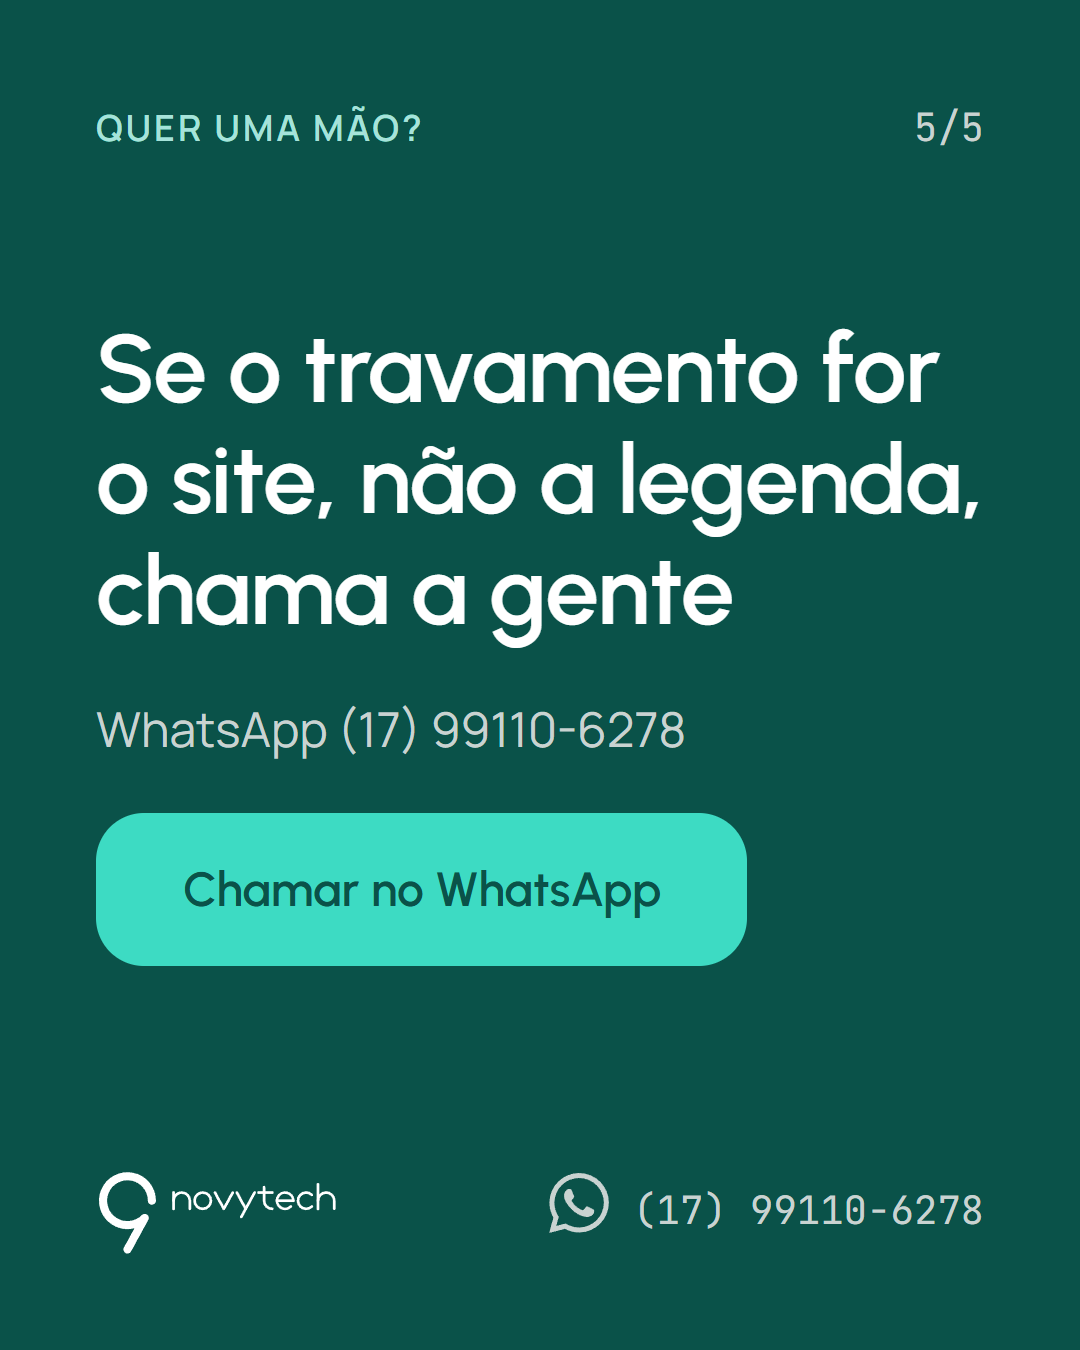 QUER UMA MÃO?
5/5
Se o travamento for
o site, não a legenda,
chama a gente
WhatsApp (17) 99110-6278
Chamar no WhatsApp
novytech
(17) 99110-6278